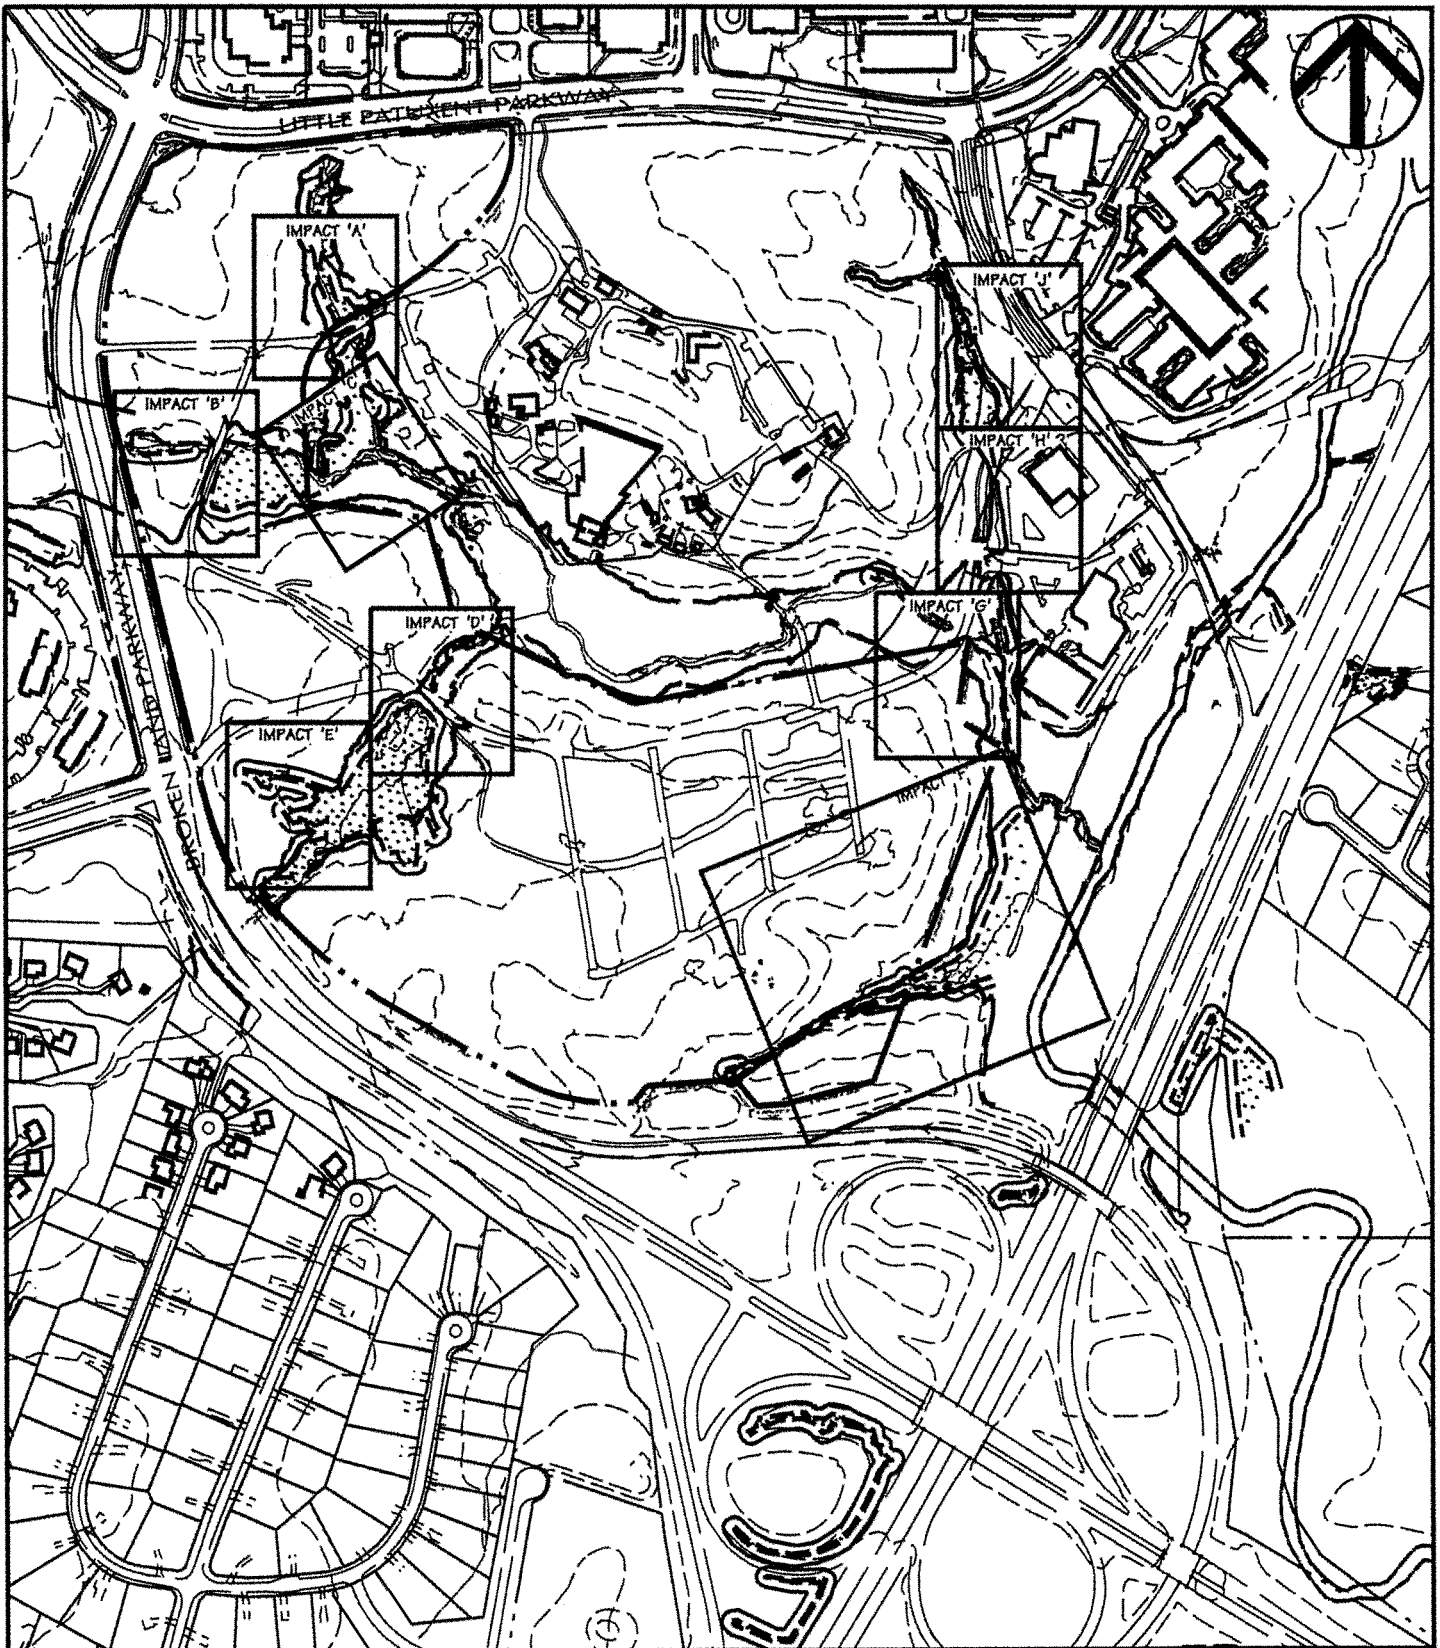 LITTLE PATUXENT PARKWAY
IMPACT 'A'
IMPACT 'J'
IMPACT 'B'
IMPACT 'C'
IMPACT 'H'
IMPACT 'G'
IMPACT 'D'
IMPACT 'E'
IMPACT
BROKEN LAND PARKWAY